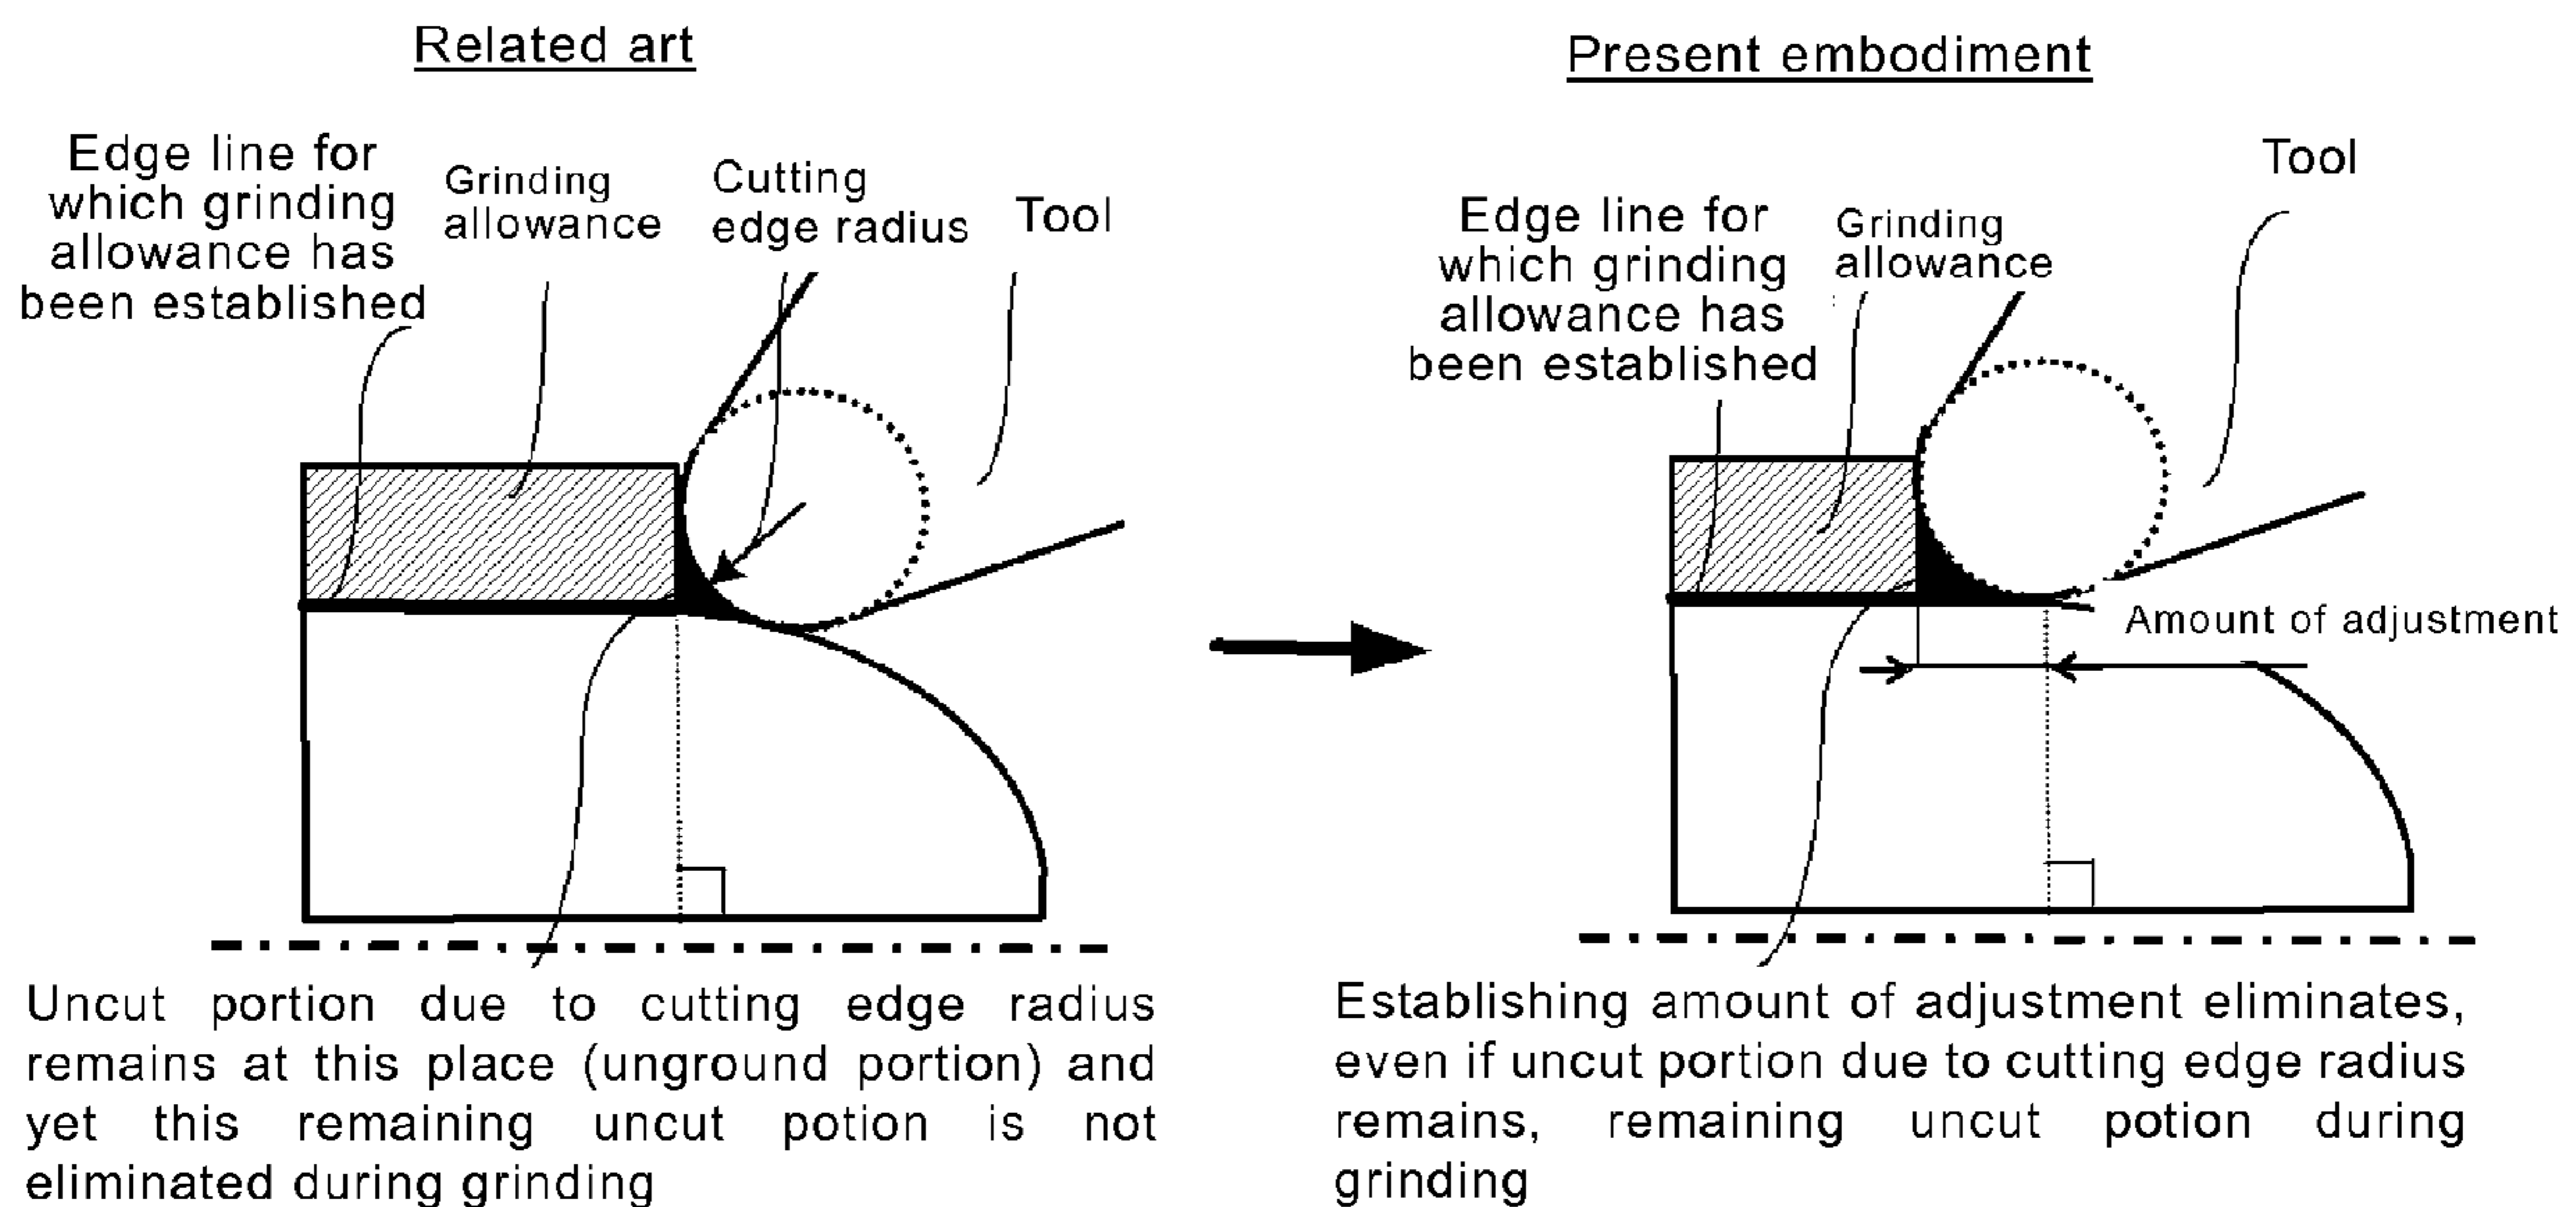 Related art
Edge line for
which grinding
allowance has
been established
Grinding
allowance
Cutting
edge radius
Tool
Uncut portion due to cutting edge radius
remains at this place (unground portion) and
yet this remaining uncut potion is not
eliminated during grinding
Present embodiment
Edge line for
which grinding
allowance has
been established
Grinding
allowance
Tool
Amount of adjustment
Establishing amount of adjustment eliminates,
even if uncut portion due to cutting edge radius
remains, remaining uncut potion during
grinding